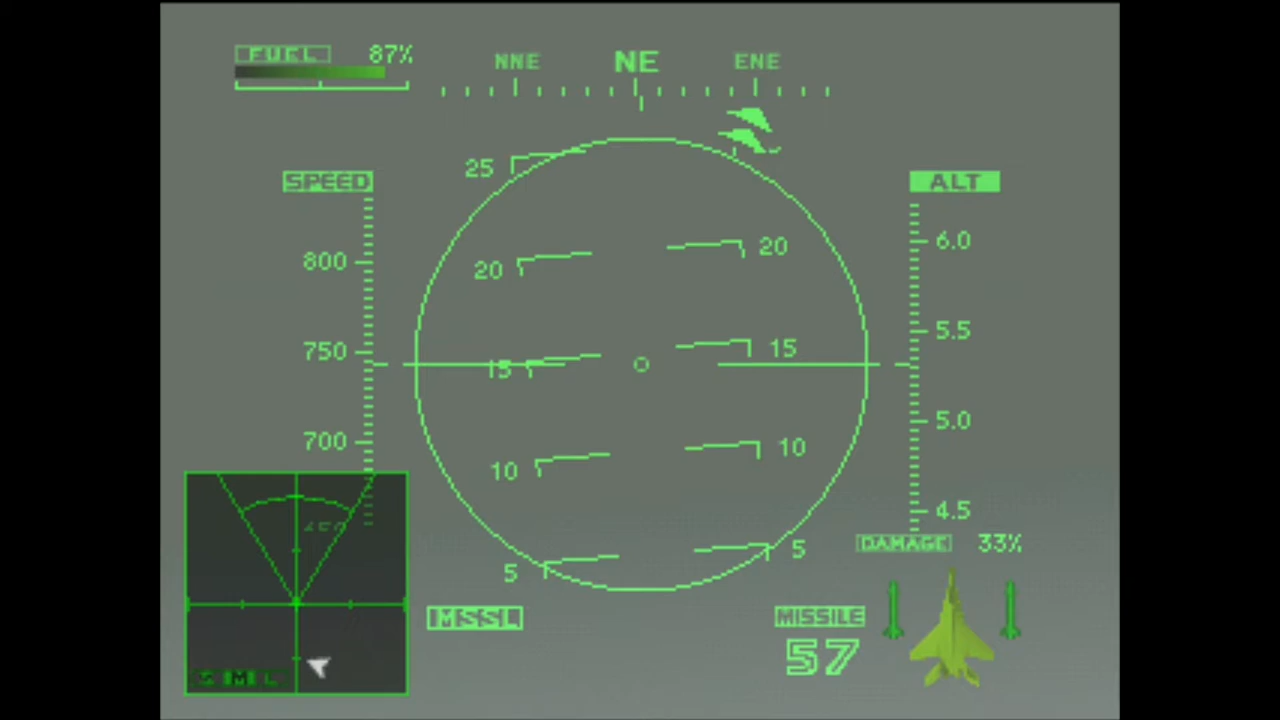 FUEL 87%
NNE NE ENE
25
SPEED ALT
20 20 6.0
800
750 15 15 5.5
700 10 10 5.0
4.5
DAMAGE 33%
5 5
MSSL MISSILE
57
S M L